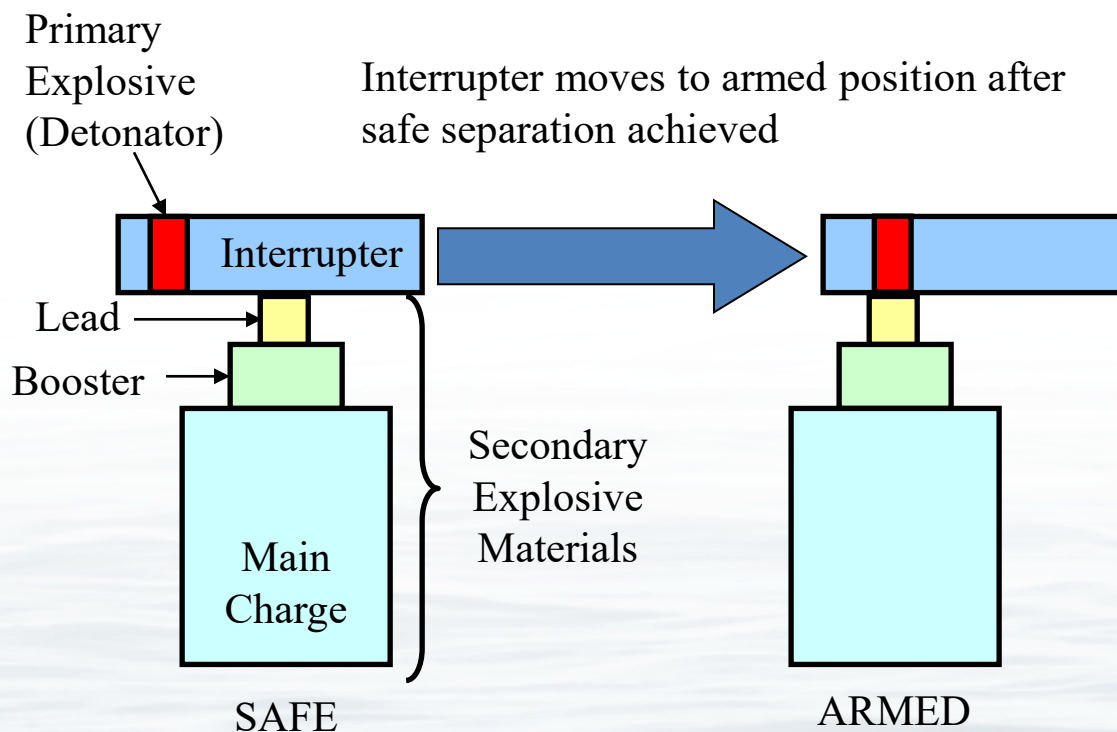 Primary
Explosive
(Detonator)
Interrupter moves to armed position after
safe separation achieved
Interrupter
Lead
Booster
Secondary
Explosive
Materials
Main
Charge
SAFE
ARMED